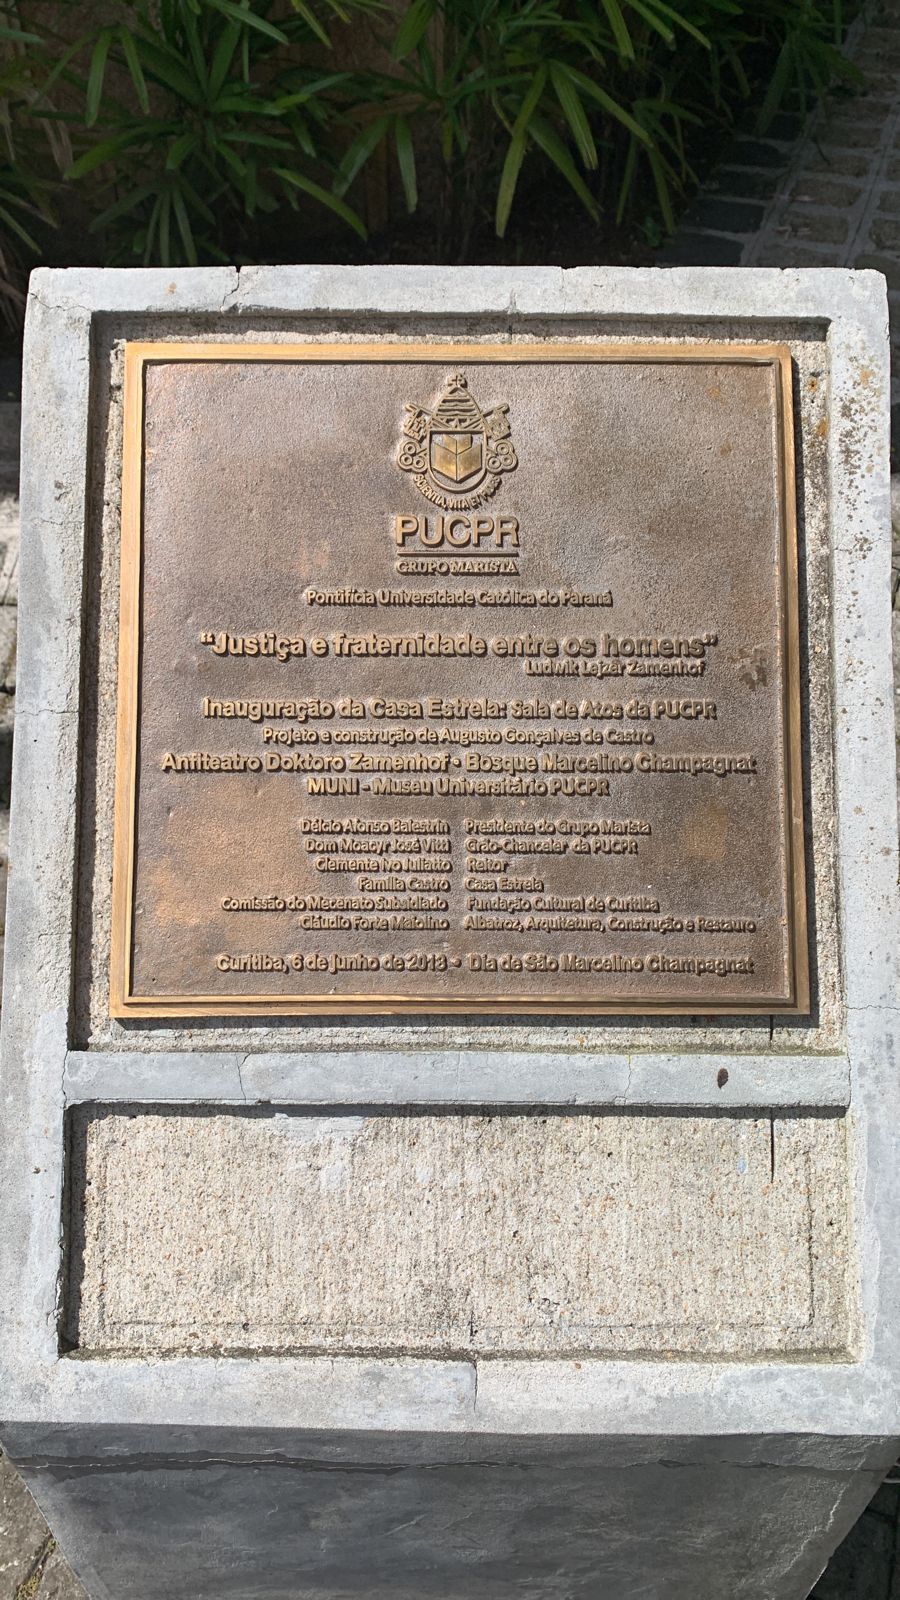 SCIENTIA, VITA ET FIDES
PUCPR
GRUPO MARISTA
Pontifícia Universidade Católica do Paraná
“Justiça e fraternidade entre os homens”
Ludwik Lejzer Zamenhof
Inauguração da Casa Estrela: Sala de Atos da PUCPR
Projeto e construção de Augusto Gonçalves de Castro
Anfiteatro Doktoro Zamenhof • Bosque Marcelino Champagnat
MUNI - Museu Universitário PUCPR
Délcio Afonso Balestrin Presidente do Grupo Marista
Dom Moacyr José Vitti Grão-Chanceler da PUCPR
Clemente Ivo Juliatto Reitor
Família Castro Casa Estrela
Comissão do Mecenato Subsidiado Fundação Cultural de Curitiba
Cláudio Forte Maiolino Albatroz, Arquitetura, Construção e Restauro
Curitiba, 6 de junho de 2013 • Dia de São Marcelino Champagnat